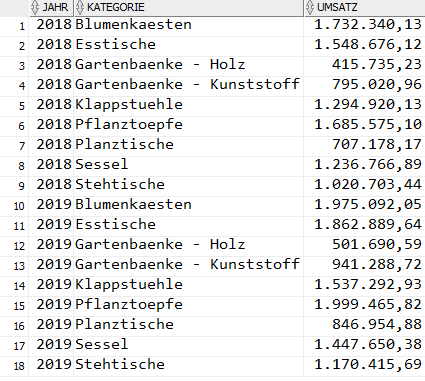 JAHR KATEGORIE UMSATZ
1 2018 Blumenkaesten 1.732.340,13
2 2018 Esstische 1.548.676,12
3 2018 Gartenbaenke - Holz 415.735,23
4 2018 Gartenbaenke - Kunststoff 795.020,96
5 2018 Klappstuehle 1.294.920,13
6 2018 Pflanztoepfe 1.685.575,10
7 2018 Planztische 707.178,17
8 2018 Sessel 1.236.766,89
9 2018 Stehtische 1.020.703,44
10 2019 Blumenkaesten 1.975.092,05
11 2019 Esstische 1.862.889,64
12 2019 Gartenbaenke - Holz 501.690,59
13 2019 Gartenbaenke - Kunststoff 941.288,72
14 2019 Klappstuehle 1.537.292,93
15 2019 Pflanztoepfe 1.999.465,82
16 2019 Planztische 846.954,88
17 2019 Sessel 1.447.650,38
18 2019 Stehtische 1.170.415,69